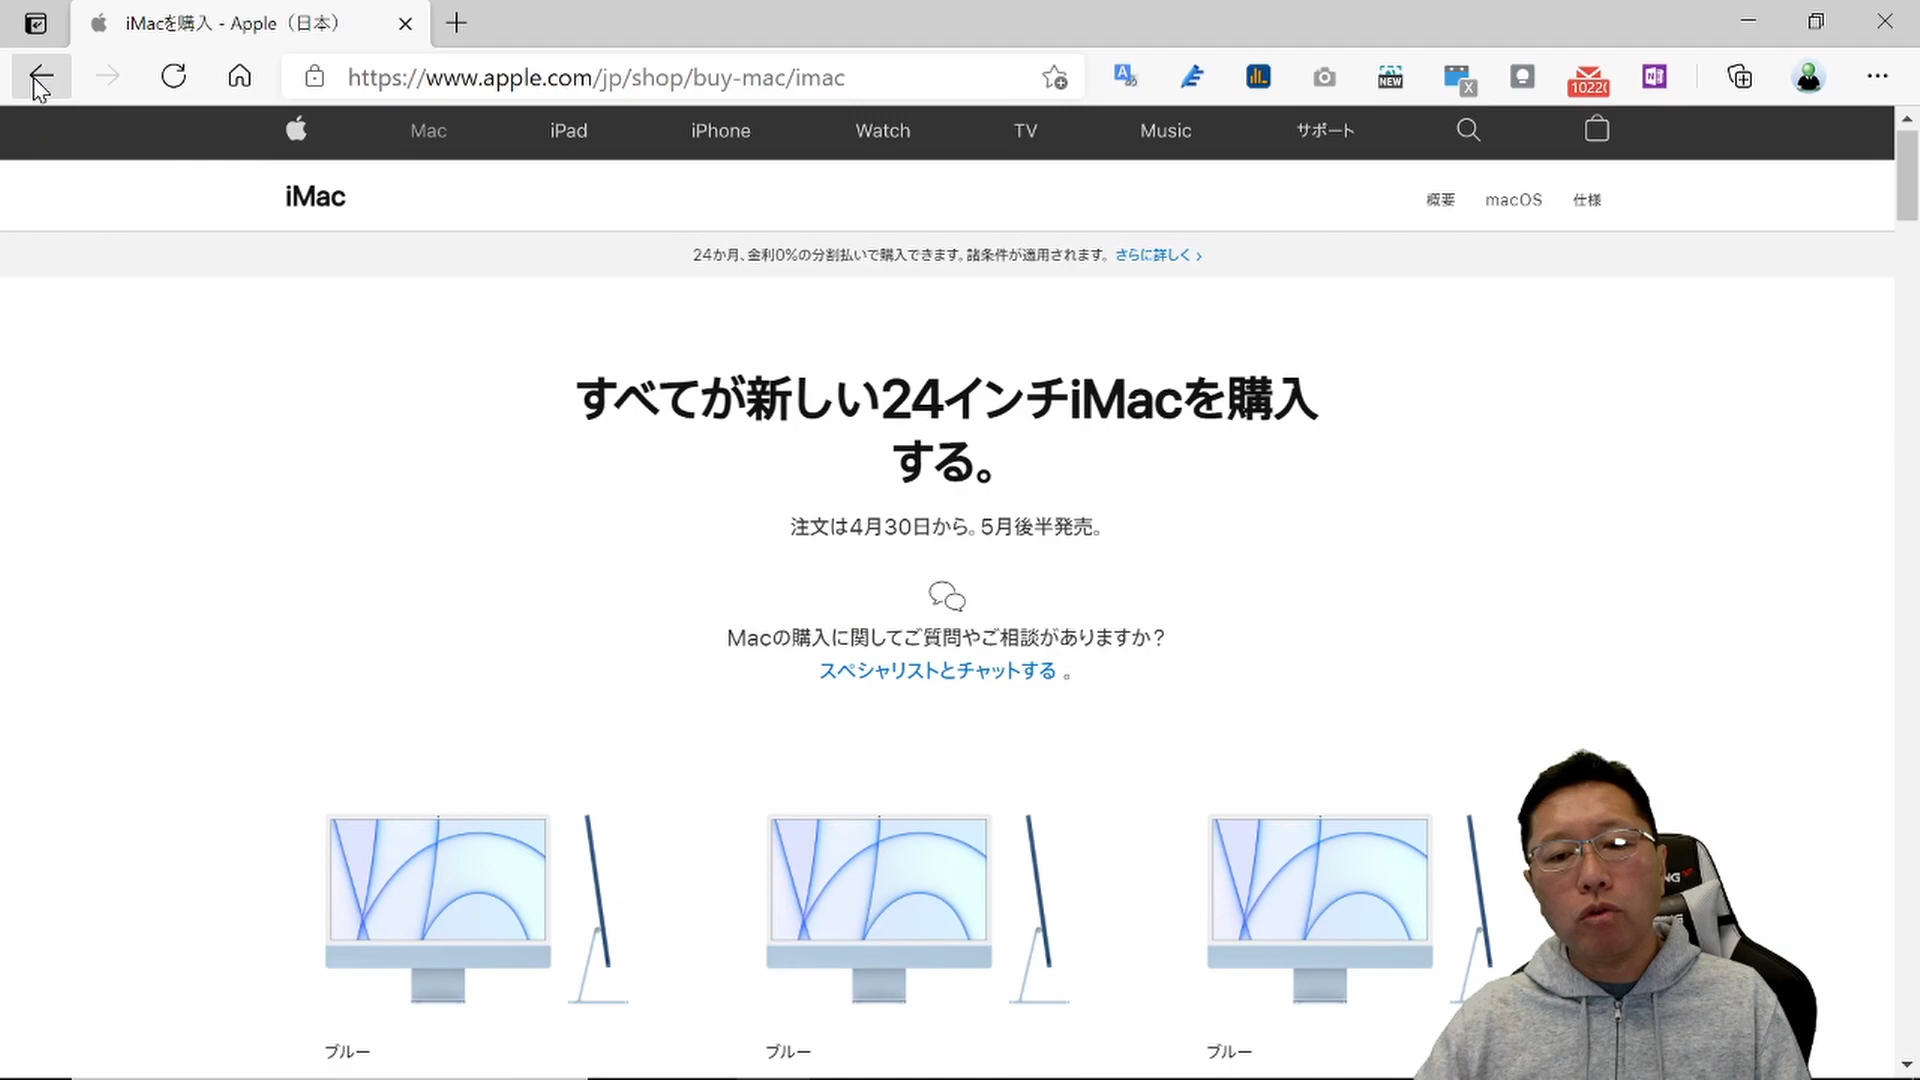 iMacを購入 - Apple（日本）
https://www.apple.com/jp/shop/buy-mac/imac
NEW
X
1022(
Mac
iPad
iPhone
Watch
TV
Music
サポート
iMac
概要
macOS
仕様
24か月、金利0%の分割払いで購入できます。諸条件が適用されます。 さらに詳しく ›
すべてが新しい24インチiMacを購入
する。
注文は4月30日から。5月後半発売。
Macの購入に関してご質問やご相談がありますか？
スペシャリストとチャットする 。
ブルー
ブルー
ブルー